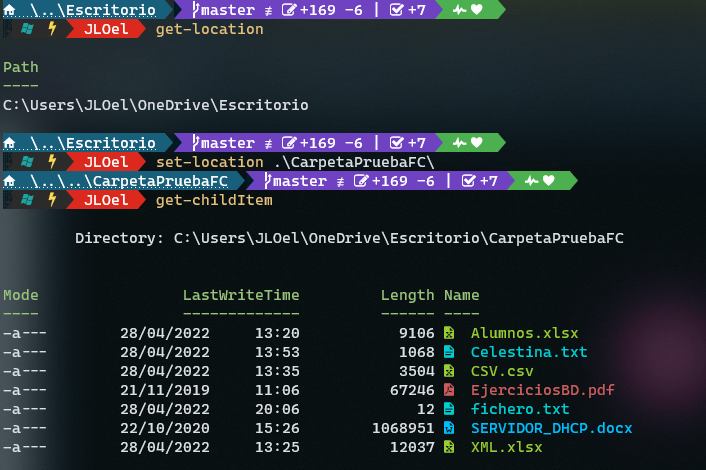 \..\Escritorio master ≢ +169 -6 | +7
JLOel get-location
Path
----
C:\Users\JLOel\OneDrive\Escritorio
\..\Escritorio master ≢ +169 -6 | +7
JLOel set-location .\CarpetaPruebaFC\
\..\..\CarpetaPruebaFC master ≢ +169 -6 | +7
JLOel get-childItem
Directory: C:\Users\JLOel\OneDrive\Escritorio\CarpetaPruebaFC
Mode LastWriteTime Length Name
---- ------------- ------ ----
-a--- 28/04/2022 13:20 9106 Alumnos.xlsx
-a--- 28/04/2022 13:53 1068 Celestina.txt
-a--- 28/04/2022 13:35 3504 CSV.csv
-a--- 21/11/2019 11:06 67246 EjerciciosBD.pdf
-a--- 28/04/2022 20:06 12 fichero.txt
-a--- 22/10/2020 15:26 1068951 SERVIDOR_DHCP.docx
-a--- 28/04/2022 13:25 12037 XML.xlsx